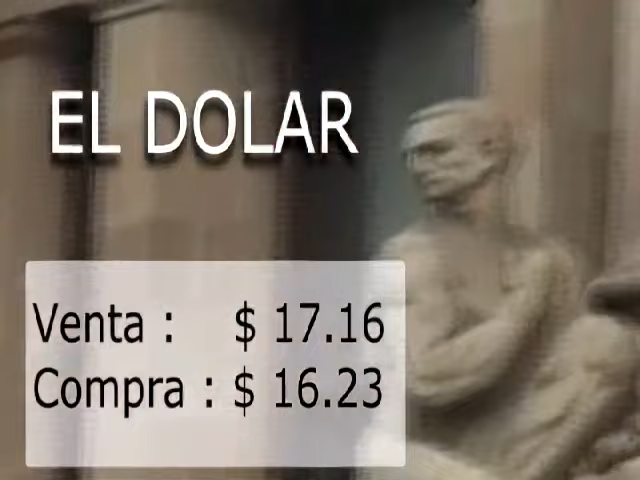 EL DOLAR
Venta : $ 17.16
Compra : $ 16.23